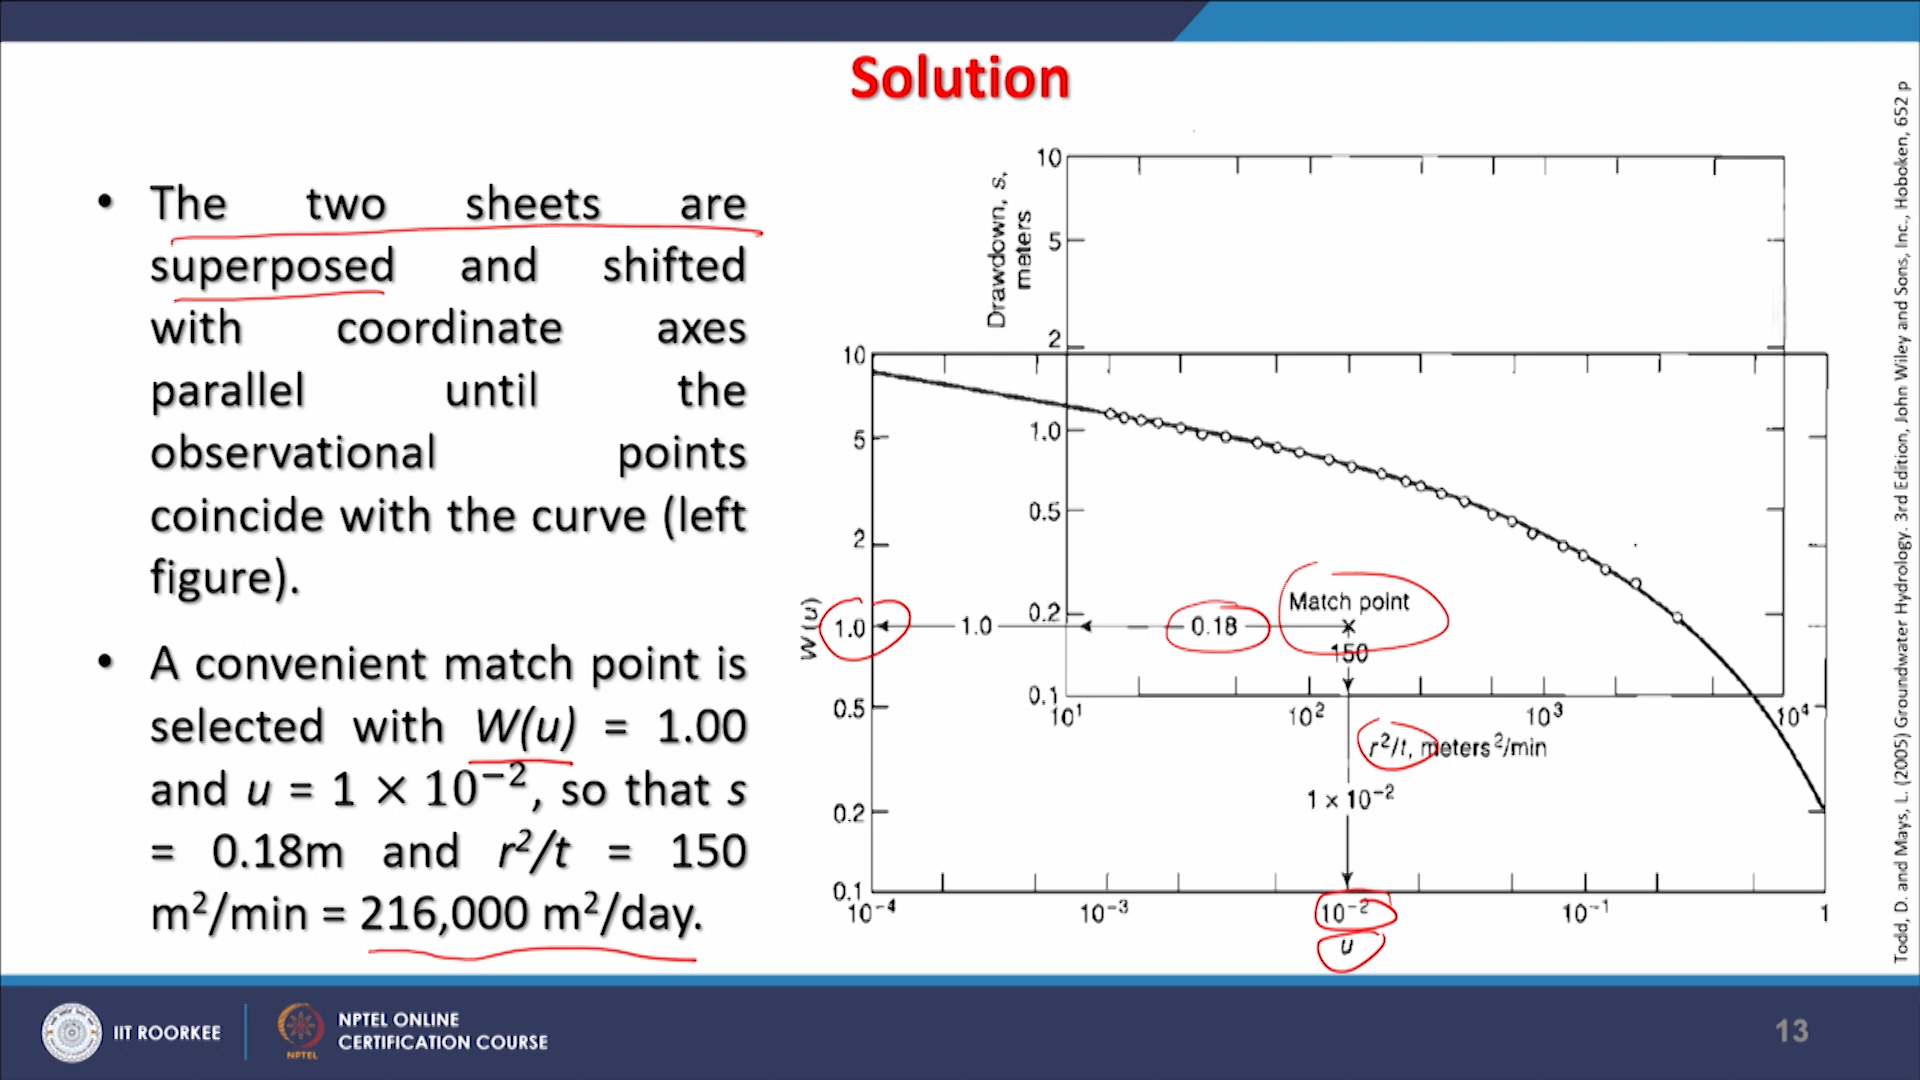 Solution
• The two sheets are
superposed and shifted
with coordinate axes
parallel until the
observational points
coincide with the curve (left
figure).
• A convenient match point is
selected with W(u) = 1.00
and u = 1 × 10⁻², so that s
= 0.18m and r²/t = 150
m²/min = 216,000 m²/day.
Drawdown, s,
meters
10
5
2
1.0
0.5
0.2
0.1
10¹
10²
10³
10⁴
r²/t, meters²/min
W (u)
10
5
2
1.0
0.5
0.2
0.1
1.0
0.18
Match point
×
150
1 × 10⁻²
10⁻⁴
10⁻³
10⁻²
10⁻¹
1
u
Todd, D. and Mays, L. (2005) Groundwater Hydrology. 3rd Edition, John Wiley and Sons, Inc., Hoboken, 652 p
IIT ROORKEE
NPTEL
NPTEL ONLINE
CERTIFICATION COURSE
13